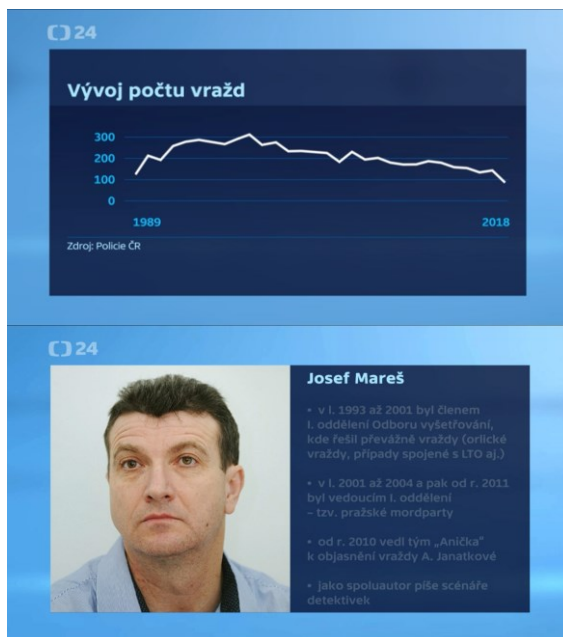 24
Vývoj počtu vražd
300
200
100
0
1989 2018
Zdroj: Policie ČR
24
Josef Mareš
• v l. 1993 až 2001 byl členem
I. oddělení Odboru vyšetřování,
kde řešil převážně vraždy (orlické
vraždy, případy spojené s LTO aj.)
• v l. 2001 až 2004 a pak od r. 2011
byl vedoucím I. oddělení
– tzv. pražské mordparty
• od r. 2010 vedl tým „Anička“
k objasnění vraždy A. Janatkové
• jako spoluautor píše scénáře
detektivek